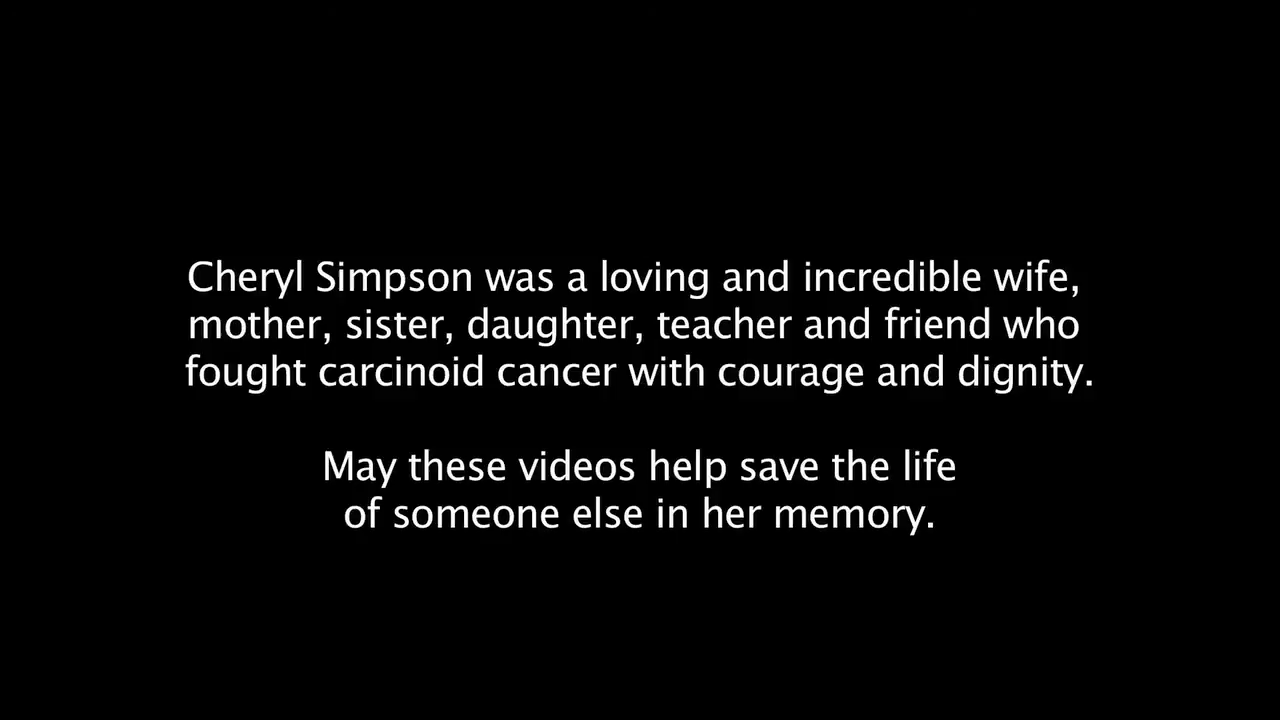 Cheryl Simpson was a loving and incredible wife,
mother, sister, daughter, teacher and friend who
fought carcinoid cancer with courage and dignity.
May these videos help save the life
of someone else in her memory.